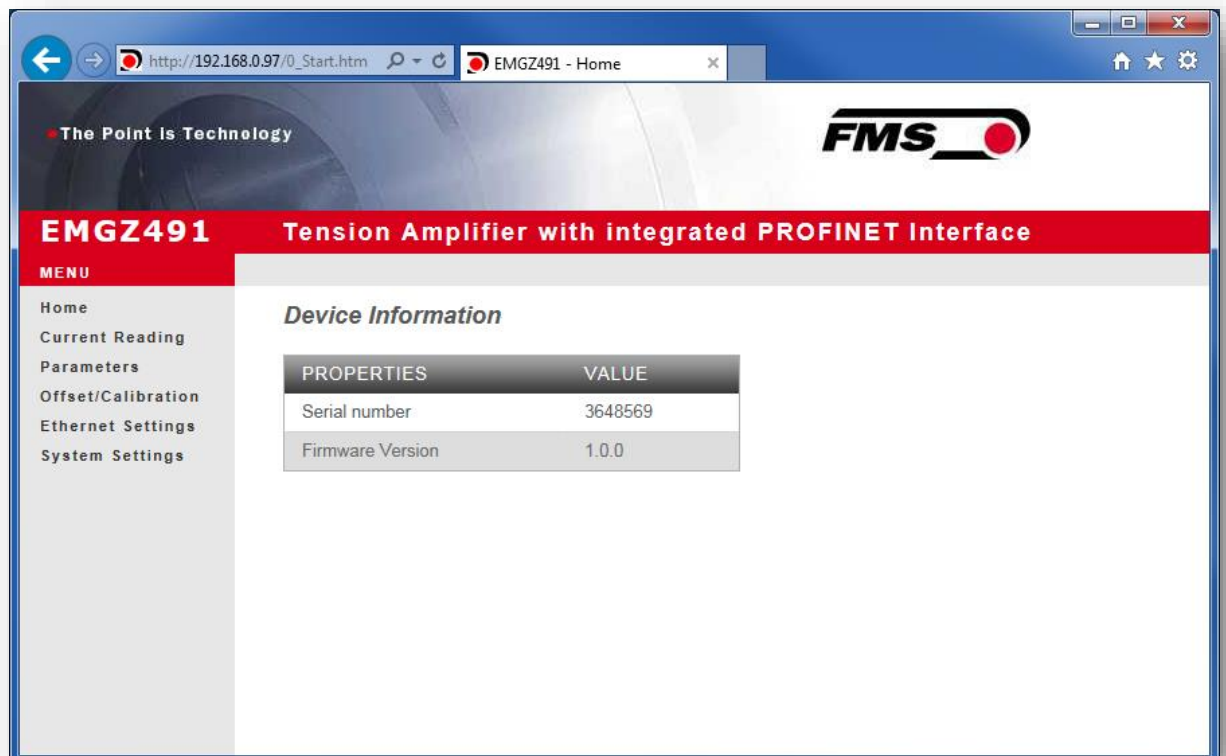 http://192.168.0.97/0_Start.htm
EMGZ491 - Home
The Point is Technology
FMS
EMGZ491
Tension Amplifier with integrated PROFINET Interface
MENU
Home
Current Reading
Parameters
Offset/Calibration
Ethernet Settings
System Settings
Device Information
PROPERTIES VALUE
Serial number 3648569
Firmware Version 1.0.0